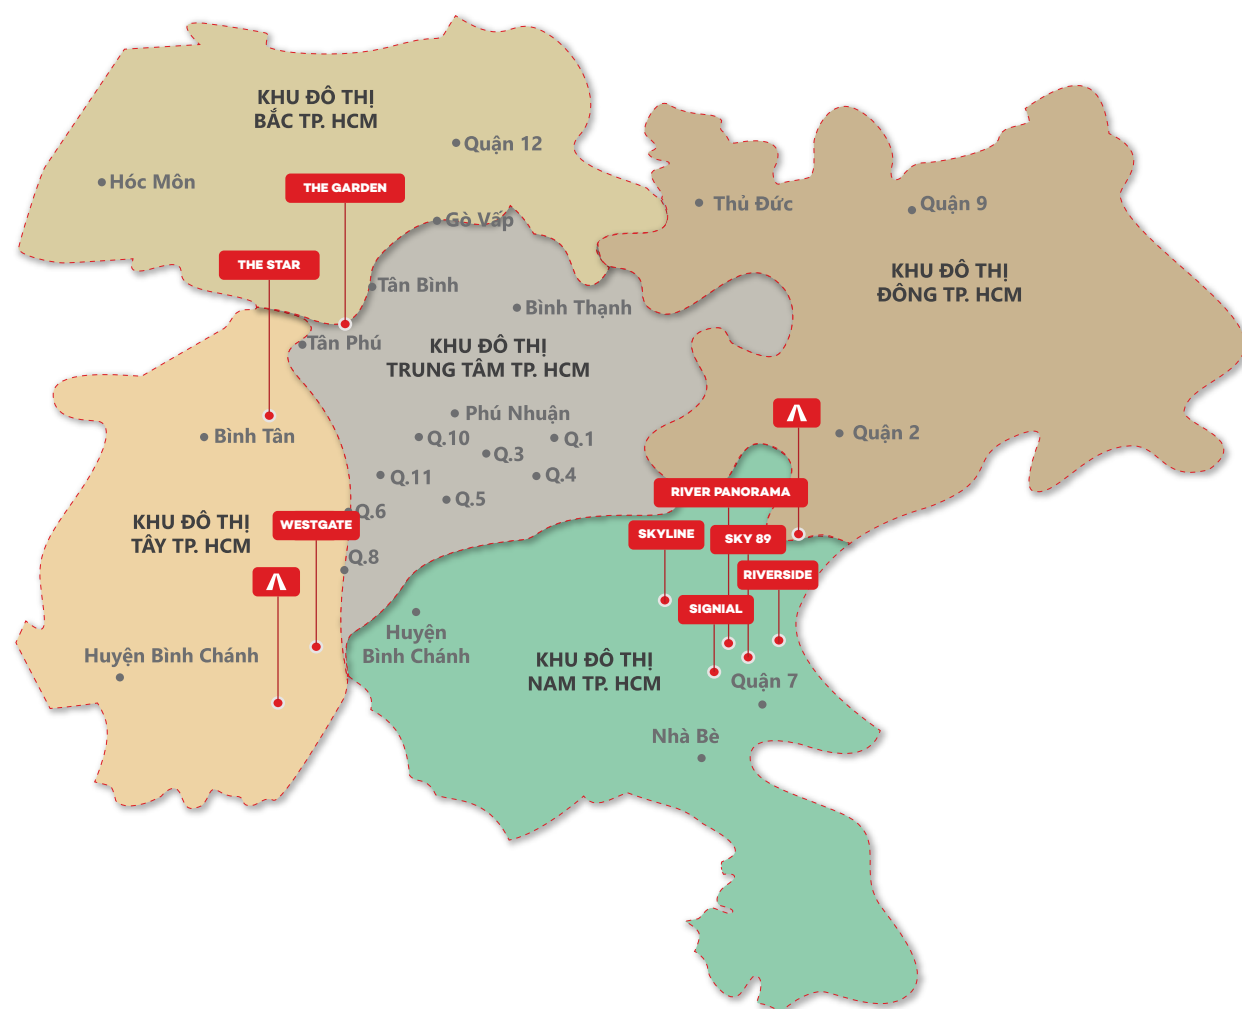 KHU ĐÔ THỊ
BẮC TP. HCM
Quận 12
Hóc Môn
THE GARDEN
Thủ Đức
Quận 9
Gò Vấp
THE STAR
KHU ĐÔ THỊ
ĐÔNG TP. HCM
Tân Bình
Bình Thạnh
Tân Phú
KHU ĐÔ THỊ
TRUNG TÂM TP. HCM
Phú Nhuận
Quận 2
Bình Tân
Q.10
Q.1
Q.3
Q.11
Q.4
Q.5
RIVER PANORAMA
Q.6
KHU ĐÔ THỊ
TÂY TP. HCM
WESTGATE
SKYLINE
SKY 89
Q.8
RIVERSIDE
SIGNIAL
Huyện
Bình Chánh
Huyện Bình Chánh
KHU ĐÔ THỊ
NAM TP. HCM
Quận 7
Nhà Bè